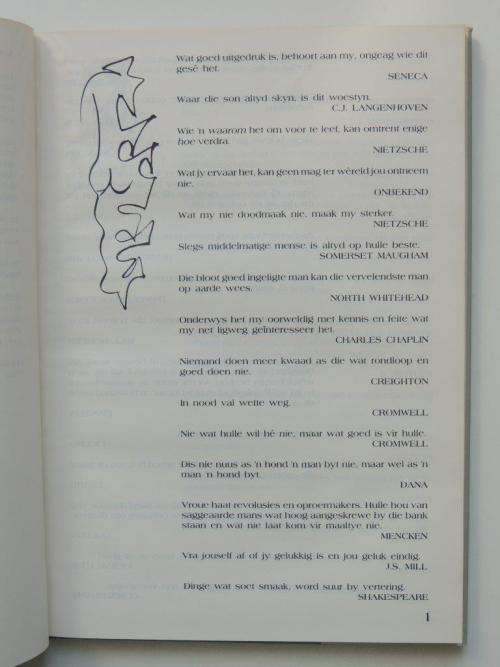 Wat goed uitgedruk is, behoort aan my, ongeag wie dit
gesê het.
SENECA
Waar die son altyd skyn, is dit woestyn.
C.J. LANGENHOVEN
Wie 'n waarom het om voor te leef, kan omtrent enige
hoe verdra.
NIETZSCHE
Wat jy ervaar het, kan geen mag ter wêreld jou ontneem
nie.
ONBEKEND
Wat my nie doodmaak nie, maak my sterker.
NIETZSCHE
Slegs middelmatige mense is altyd op hulle beste.
SOMERSET MAUGHAM
Die bloot goed ingeligte man kan die vervelendste man
op aarde wees.
NORTH WHITEHEAD
Onderwys het my oorweldig met kennis en feite wat
my net ligweg geïnteresseer het.
CHARLES CHAPLIN
Niemand doen meer kwaad as die wat rondloop en
goed doen nie.
CREIGHTON
In nood val wette weg.
CROMWELL
Nie wat hulle wil hê nie, maar wat goed is vir hulle.
CROMWELL
Dis nie nuus as 'n hond 'n man byt nie, maar wel as 'n
man 'n hond byt.
DANA
Vroue haat revolusies en oproermakers. Hulle hou van
saggeaarde mans wat hoog aangeskrewe by die bank
staan en wat nie laat kom vir maaltye nie.
MENCKEN
Vra jouself af of jy gelukkig is en jou geluk eindig.
J.S. MILL
Dinge wat soet smaak, word suur by vertering.
SHAKESPEARE
1